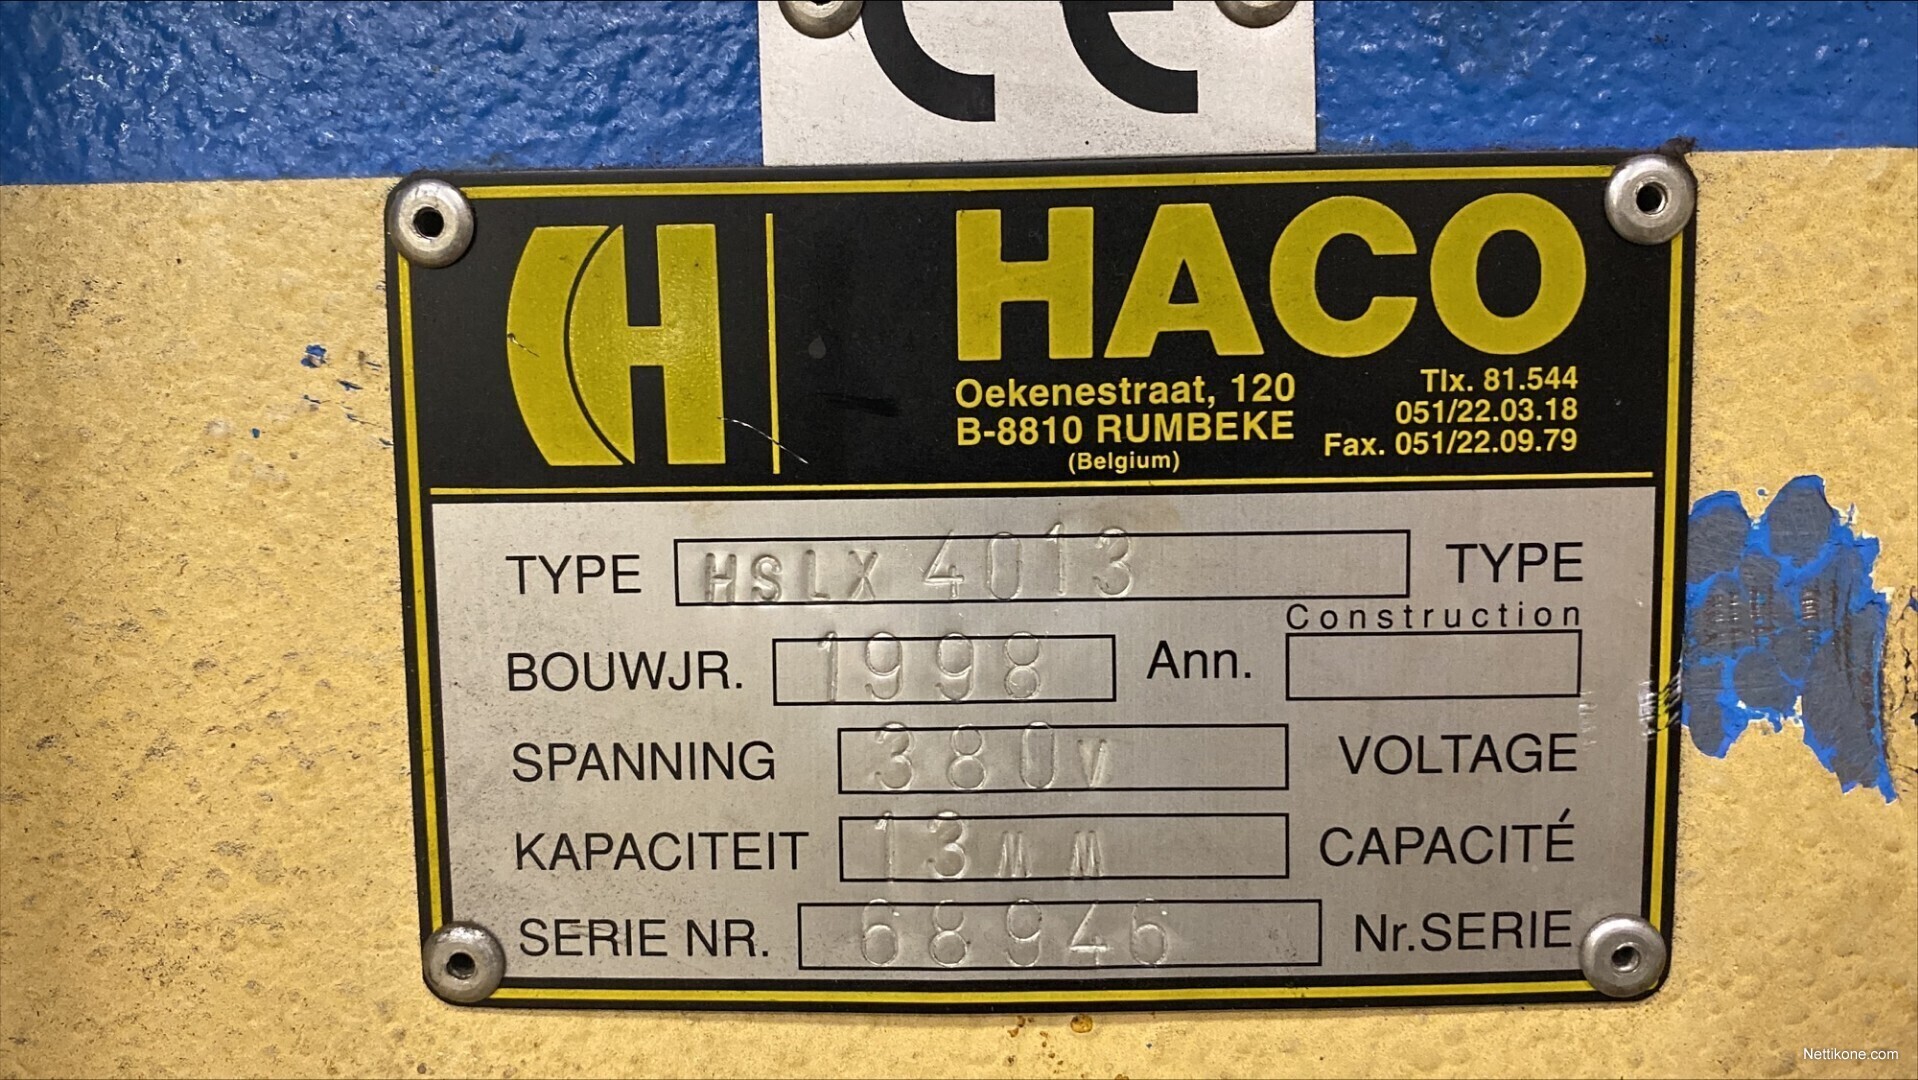 CE
H
HACO
Oekenestraat, 120
B-8810 RUMBEKE
(Belgium)
Tlx. 81.544
051/22.03.18
Fax. 051/22.09.79
TYPE HSLX 4013 TYPE
Construction
BOUWJR. 1998 Ann.
SPANNING 380v VOLTAGE
KAPACITEIT 13 MM CAPACITÉ
SERIE NR. 68946 Nr.SERIE
Nettikone.com